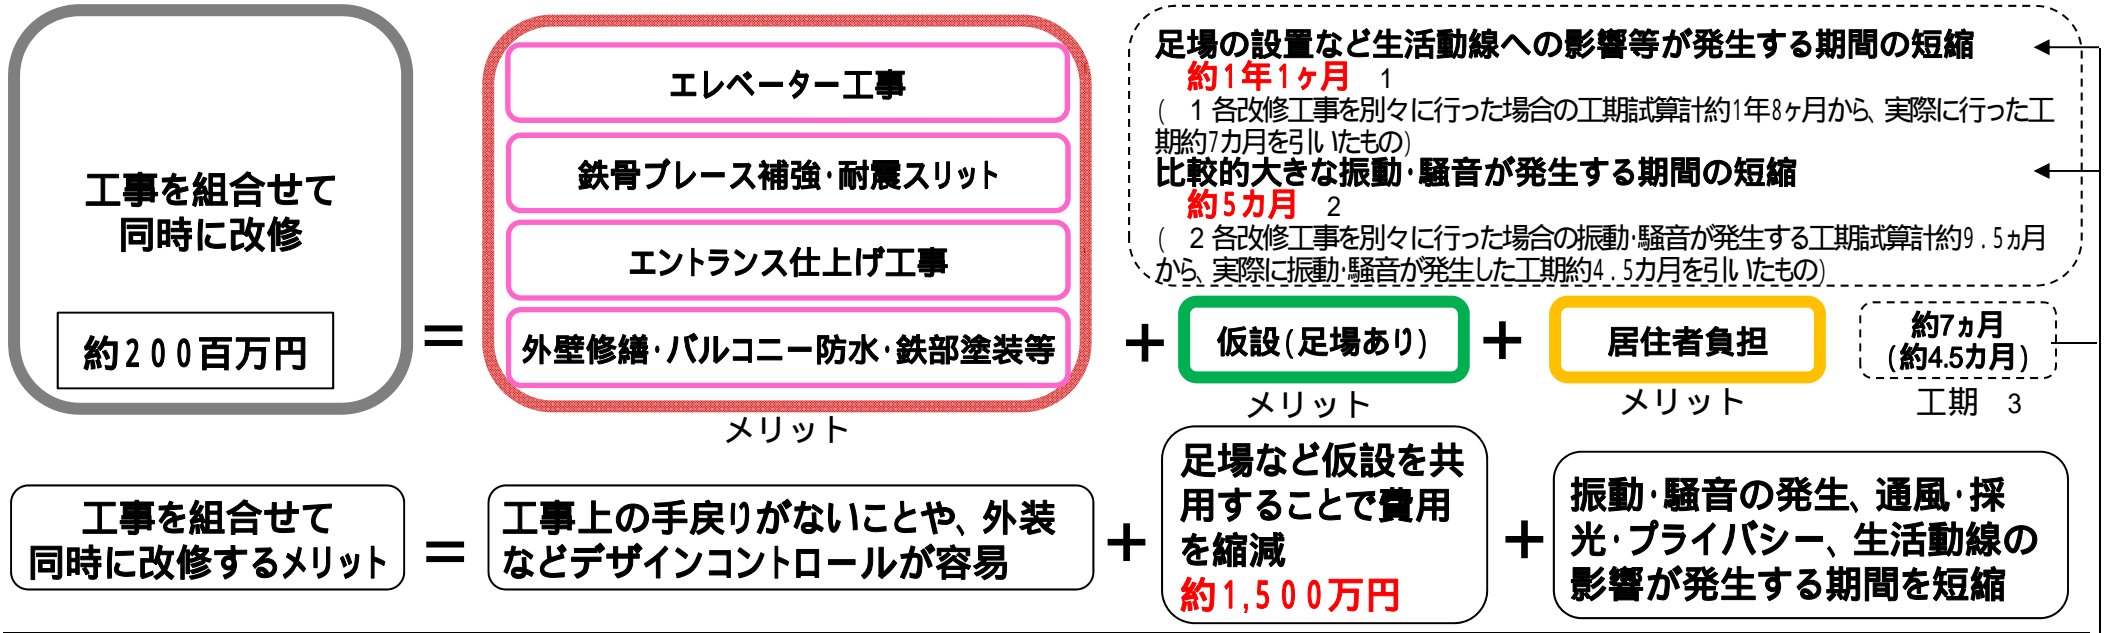 工事を組合せて
同時に改修
約200百万円
＝
エレベーター工事
鉄骨ブレース補強・耐震スリット
エントランス仕上げ工事
外壁修繕・バルコニー防水・鉄部塗装等
メリット
＋
仮設(足場あり)
メリット
＋
居住者負担
メリット
約7ヵ月
(約4.5カ月)
工期　3
足場の設置など生活動線への影響等が発生する期間の短縮
約1年1ヶ月　1
(　1 各改修工事を別々に行った場合の工期試算計約1年8ヶ月から、実際に行った工
期約7カ月を引いたもの)
比較的大きな振動・騒音が発生する期間の短縮
約5カ月　2
(　2 各改修工事を別々に行った場合の振動・騒音が発生する工期試算計約9.5ヵ月
から、実際に振動・騒音が発生した工期約4.5カ月を引いたもの)
工事を組合せて
同時に改修するメリット
＝
工事上の手戻りがないことや、外装
などデザインコントロールが容易
＋
足場など仮設を共
用することで費用
を縮減
約1,500万円
＋
振動・騒音の発生、通風・採
光・プライバシー、生活動線の
影響が発生する期間を短縮